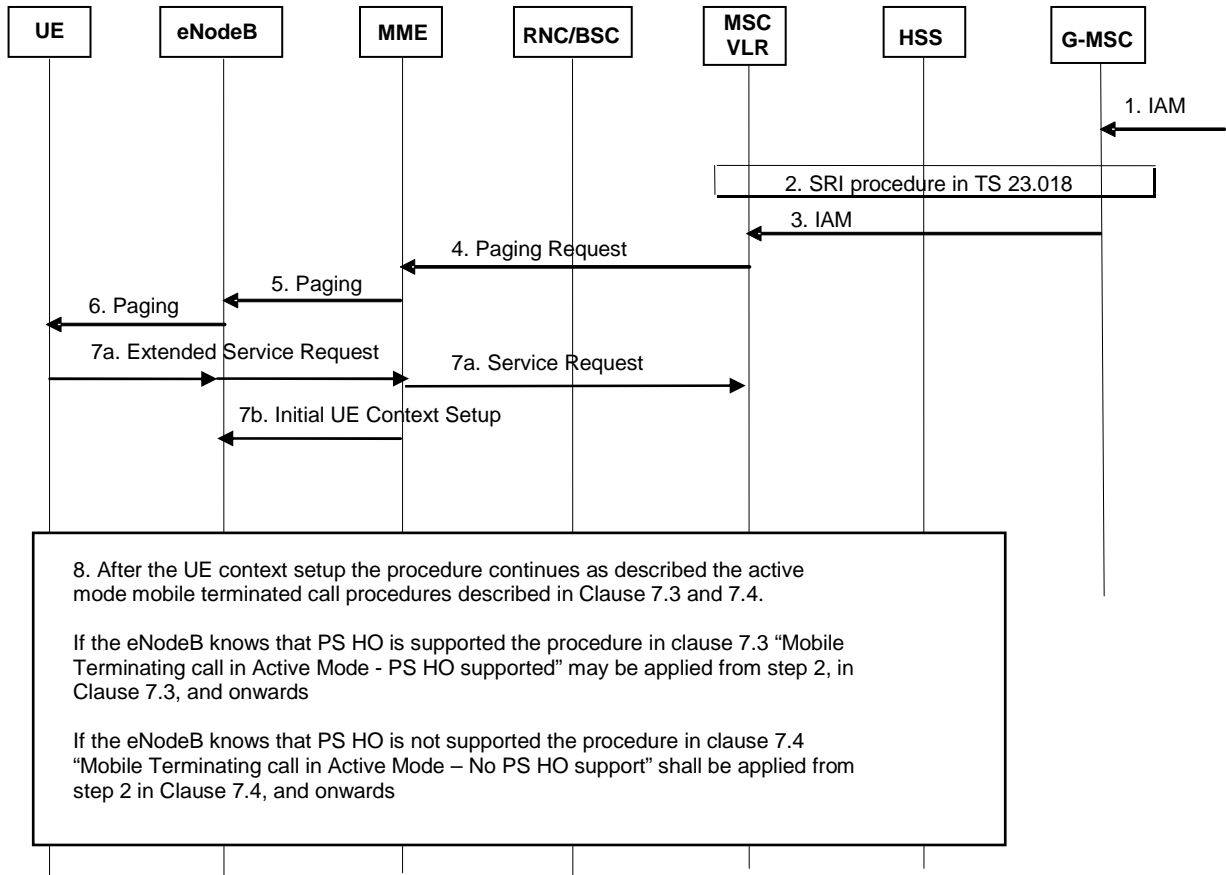 UE
eNodeB
MME
RNC/BSC
MSC
VLR
HSS
G-MSC
1. IAM
2. SRI procedure in TS 23.018
3. IAM
4. Paging Request
5. Paging
6. Paging
7a. Extended Service Request
7a. Service Request
7b. Initial UE Context Setup
8. After the UE context setup the procedure continues as described the active
mode mobile terminated call procedures described in Clause 7.3 and 7.4.
If the eNodeB knows that PS HO is supported the procedure in clause 7.3 “Mobile
Terminating call in Active Mode - PS HO supported” may be applied from step 2, in
Clause 7.3, and onwards
If the eNodeB knows that PS HO is not supported the procedure in clause 7.4
“Mobile Terminating call in Active Mode – No PS HO support” shall be applied from
step 2 in Clause 7.4, and onwards